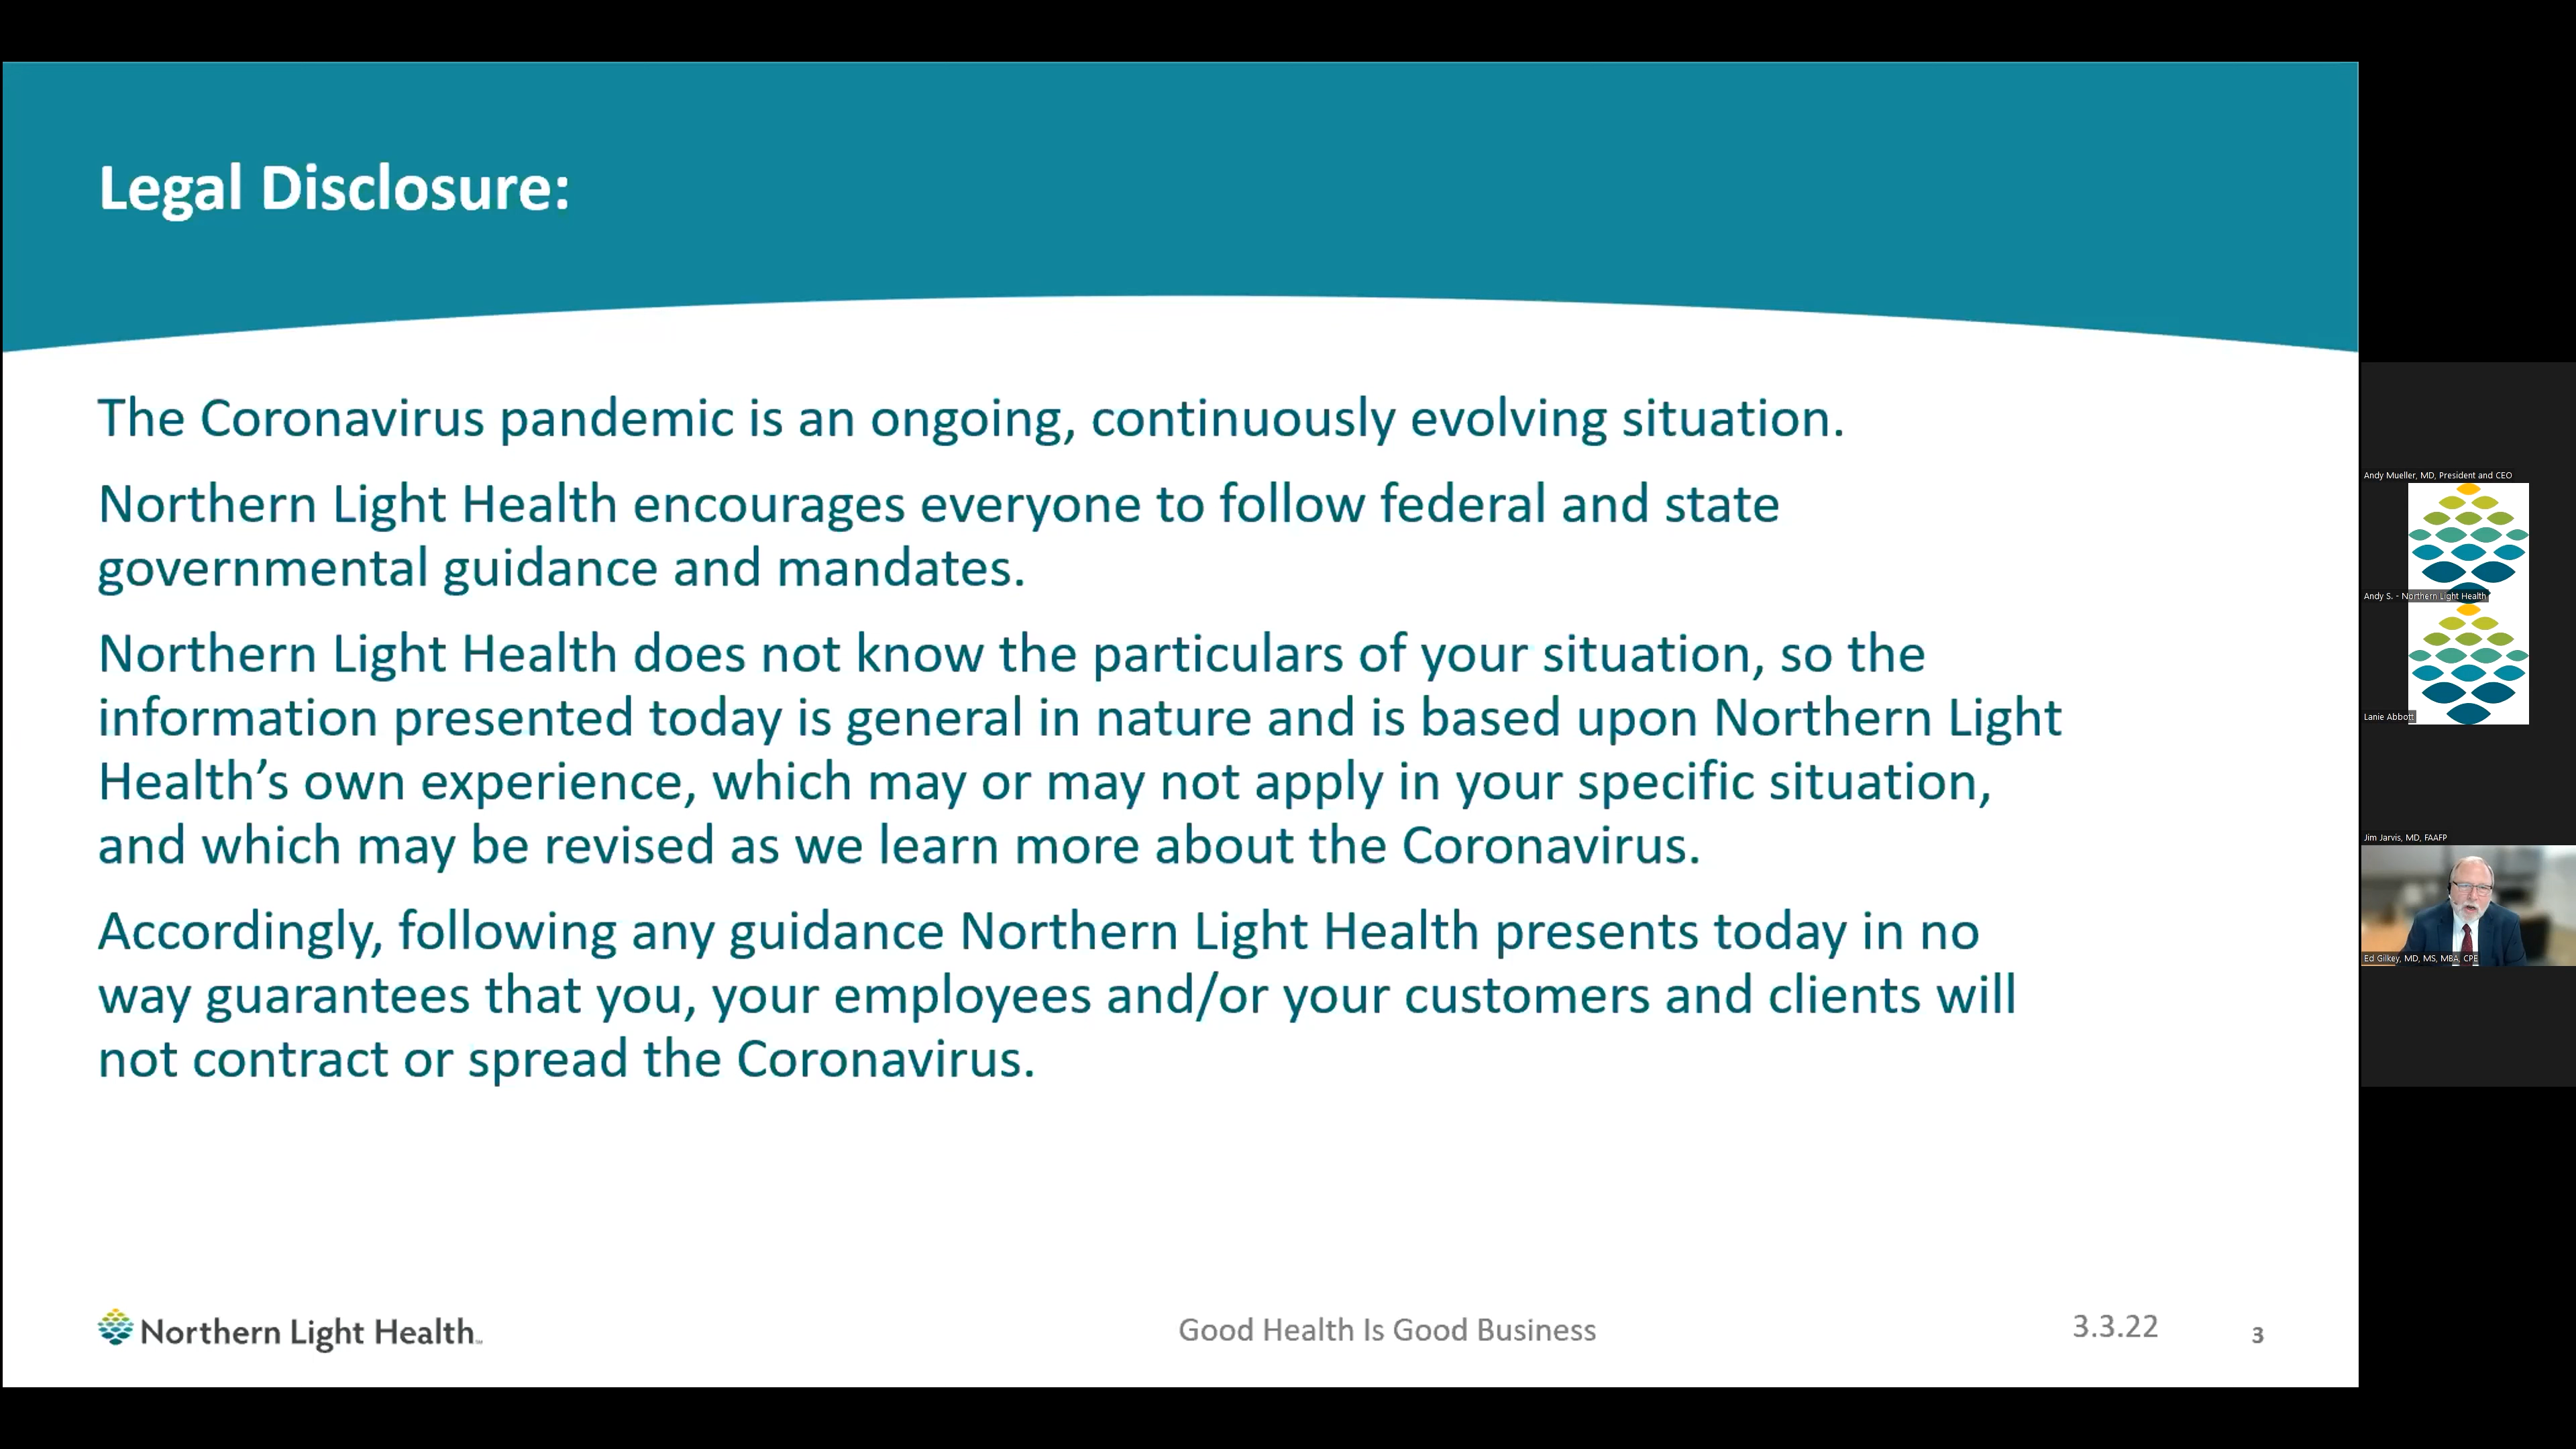 Legal Disclosure:
The Coronavirus pandemic is an ongoing, continuously evolving situation.
Northern Light Health encourages everyone to follow federal and state
governmental guidance and mandates.
Northern Light Health does not know the particulars of your situation, so the
information presented today is general in nature and is based upon Northern Light
Health’s own experience, which may or may not apply in your specific situation,
and which may be revised as we learn more about the Coronavirus.
Accordingly, following any guidance Northern Light Health presents today in no
way guarantees that you, your employees and/or your customers and clients will
not contract or spread the Coronavirus.
Northern Light Health℠
Good Health Is Good Business
3.3.22
3
Andy Mueller, MD, President and CEO
Andy S. - Northern Light Health
Lanie Abbott
Jim Jarvis, MD, FAAFP
Ed Gilkey, MD, MS, MBA, CPE